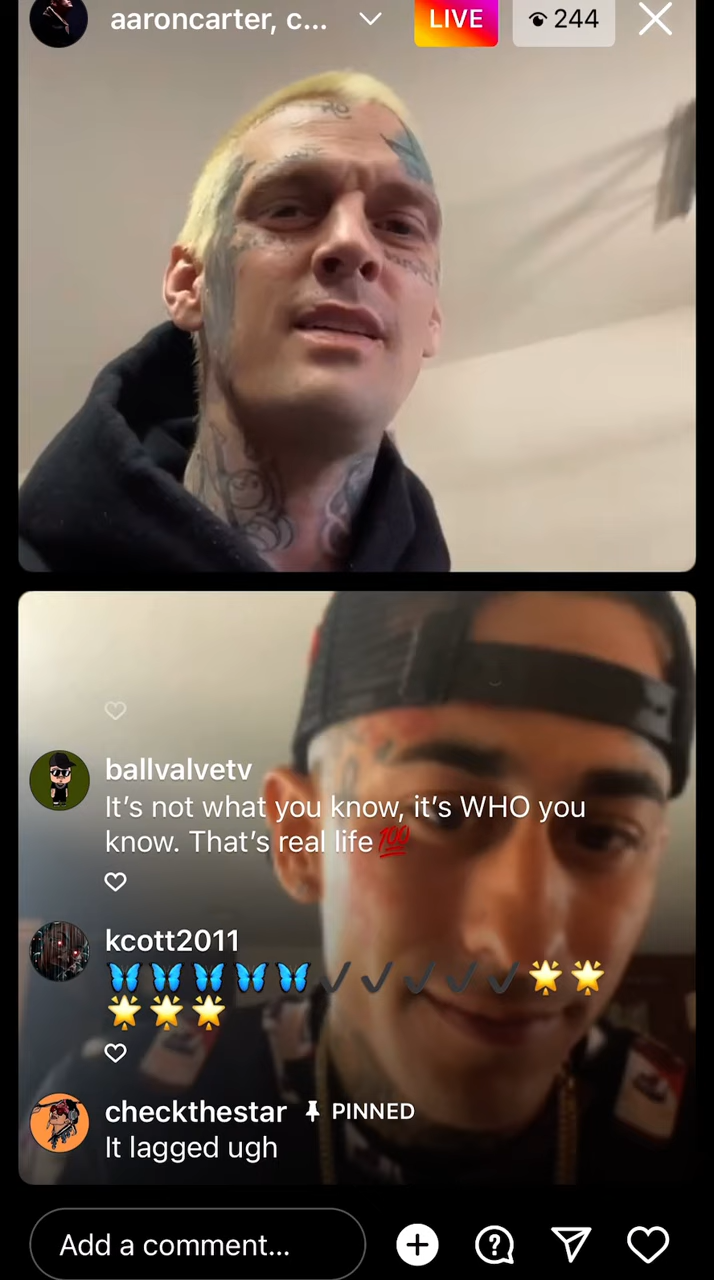 aaroncarter, c...
LIVE
244
ballvalvetv
It’s not what you know, it’s WHO you
know. That’s real life💯
kcott2011
🦋🦋🦋🦋🦋✔️✔️✔️✔️✔️🌟🌟
🌟🌟🌟
checkthestar PINNED
It lagged ugh
Add a comment...